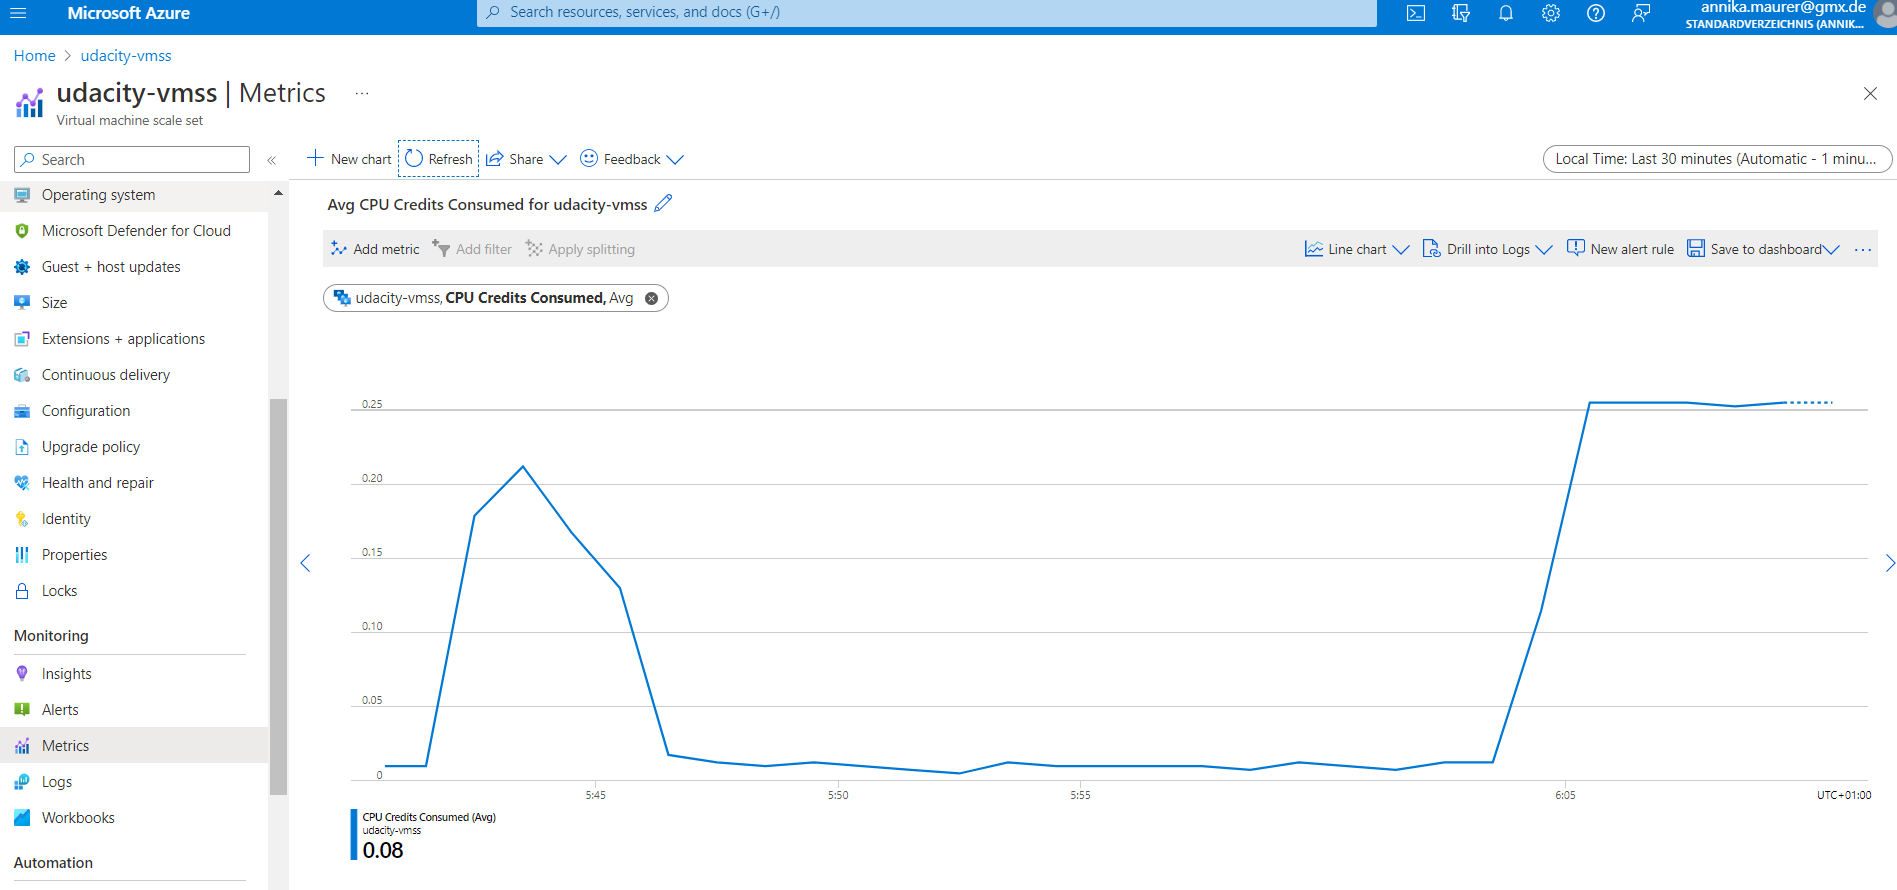 Microsoft Azure
Search resources, services, and docs (G+/)
annika.maurer@gmx.de
STANDARDVERZEICHNIS (ANNIK...
Home > udacity-vmss
udacity-vmss | Metrics ...
Virtual machine scale set
Search
«
New chart
Refresh
Share
Feedback
Local Time: Last 30 minutes (Automatic - 1 minu...
Operating system
Microsoft Defender for Cloud
Guest + host updates
Size
Extensions + applications
Continuous delivery
Configuration
Upgrade policy
Health and repair
Identity
Properties
Locks
Monitoring
Insights
Alerts
Metrics
Logs
Workbooks
Automation
Avg CPU Credits Consumed for udacity-vmss
Add metric
Add filter
Apply splitting
Line chart
Drill into Logs
New alert rule
Save to dashboard
...
udacity-vmss, CPU Credits Consumed, Avg
0.25
0.20
0.15
0.10
0.05
0
5:45
5:50
5:55
6:05
UTC+01:00
CPU Credits Consumed (Avg)
udacity-vmss
0.08